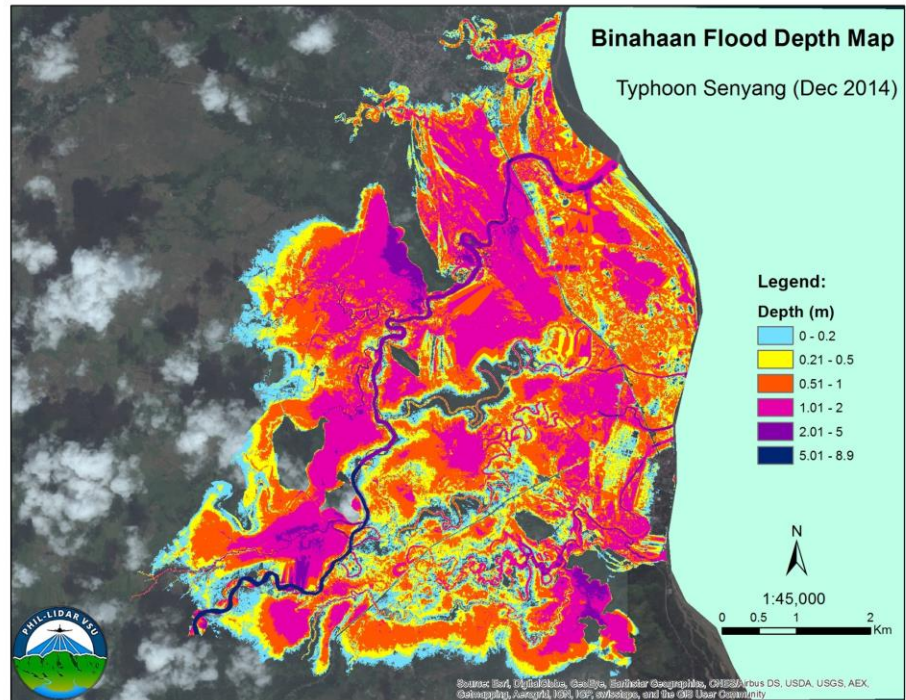 Binahaan Flood Depth Map
Typhoon Senyang (Dec 2014)
Legend:
Depth (m)
0 - 0.2
0.21 - 0.5
0.51 - 1
1.01 - 2
2.01 - 5
5.01 - 8.9
N
1:45,000
0 0.5 1 2
Km
PHIL-LIDAR VSU
Source: Esri, DigitalGlobe, GeoEye, Earthstar Geographics, CNES/Airbus DS, USDA, USGS, AEX,
Getmapping, Aerogrid, IGN, IGP, swisstopo, and the GIS User Community